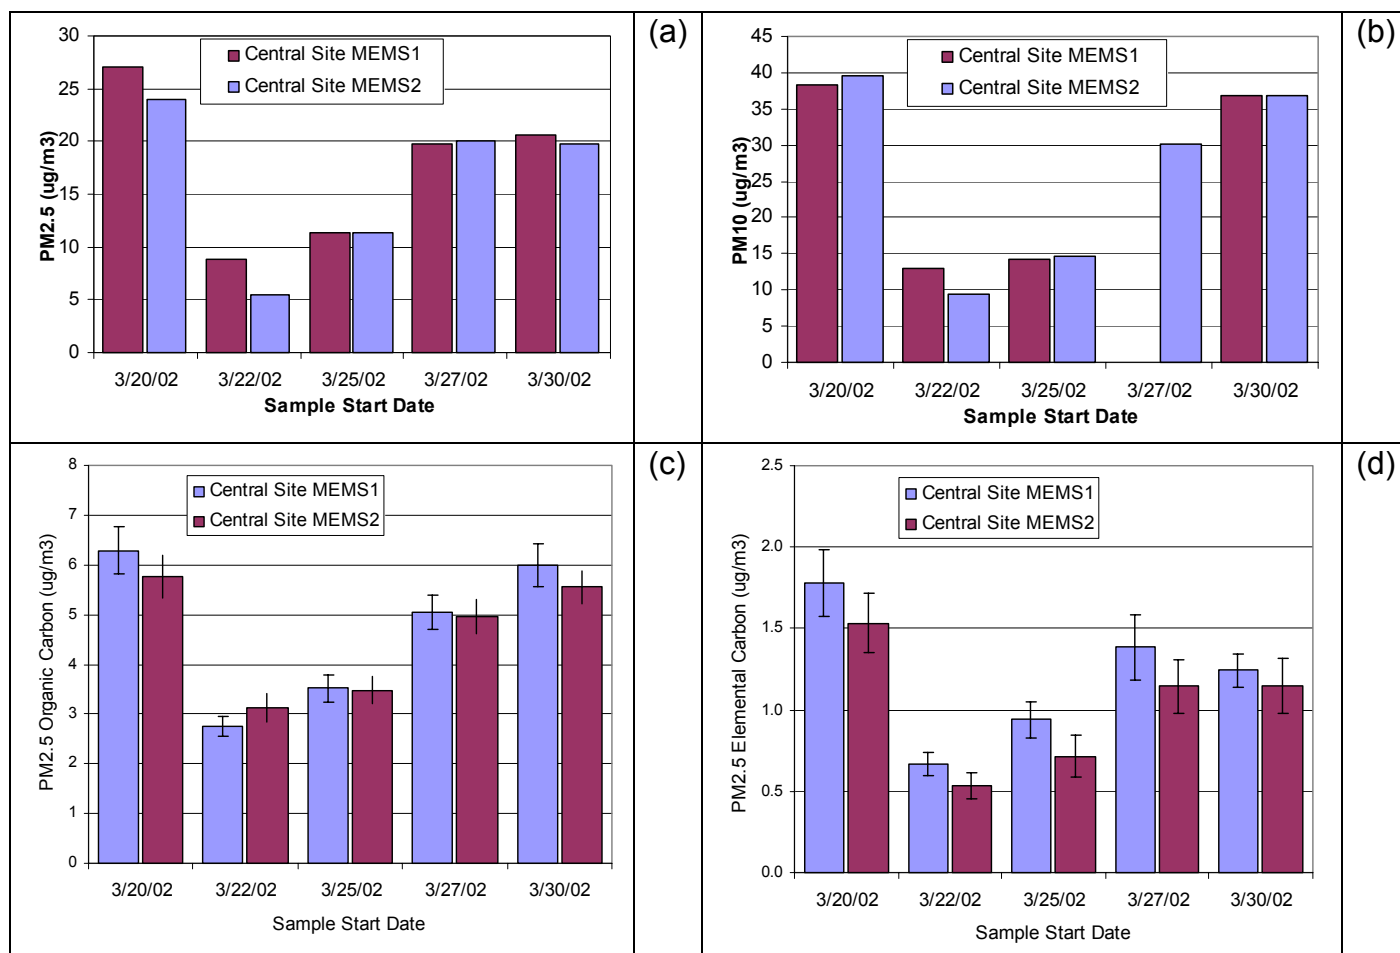 (a)
PM2.5 (ug/m3)
30
25
20
15
10
5
0
Central Site MEMS1
Central Site MEMS2
3/20/02 3/22/02 3/25/02 3/27/02 3/30/02
Sample Start Date
(b)
PM10 (ug/m3)
45
40
35
30
25
20
15
10
5
0
Central Site MEMS1
Central Site MEMS2
3/20/02 3/22/02 3/25/02 3/27/02 3/30/02
Sample Start Date
(c)
PM2.5 Organic Carbon (ug/m3)
8
7
6
5
4
3
2
1
0
Central Site MEMS1
Central Site MEMS2
3/20/02 3/22/02 3/25/02 3/27/02 3/30/02
Sample Start Date
(d)
PM2.5 Elemental Carbon (ug/m3)
2.5
2.0
1.5
1.0
0.5
0.0
Central Site MEMS1
Central Site MEMS2
3/20/02 3/22/02 3/25/02 3/27/02 3/30/02
Sample Start Date